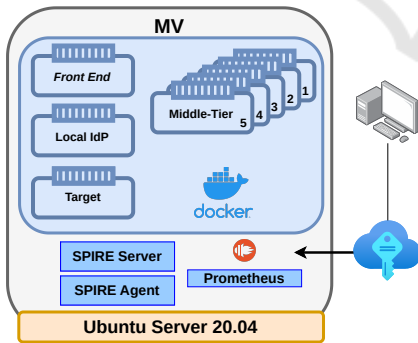 MV
Front End
Local IdP
Target
Middle-Tier
5
4
3
2
1
docker
SPIRE Server
SPIRE Agent
Prometheus
Ubuntu Server 20.04